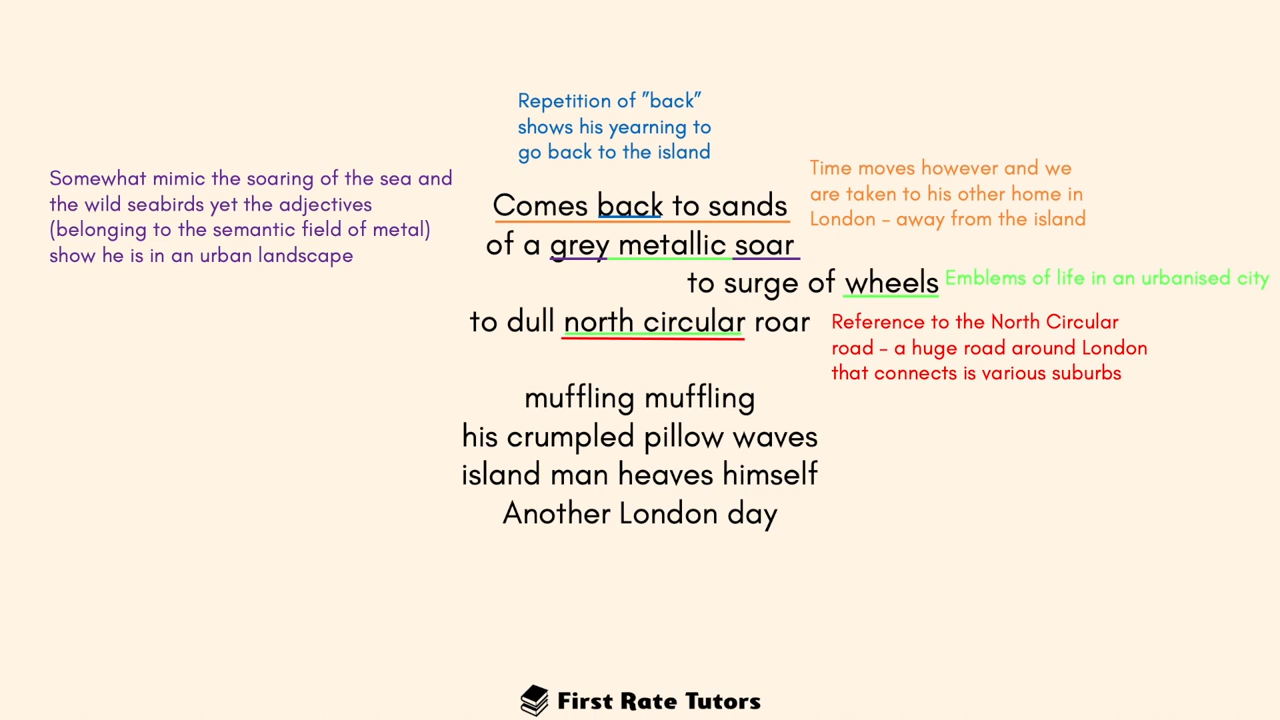 Repetition of "back"
shows his yearning to
go back to the island
Somewhat mimic the soaring of the sea and
the wild seabirds yet the adjectives
(belonging to the semantic field of metal)
show he is in an urban landscape
Time moves however and we
are taken to his other home in
London - away from the island
Comes back to sands
of a grey metallic soar
to surge of wheels
Emblems of life in an urbanised city
to dull north circular roar
Reference to the North Circular
road - a huge road around London
that connects is various suburbs
muffling muffling
his crumpled pillow waves
island man heaves himself
Another London day
First Rate Tutors